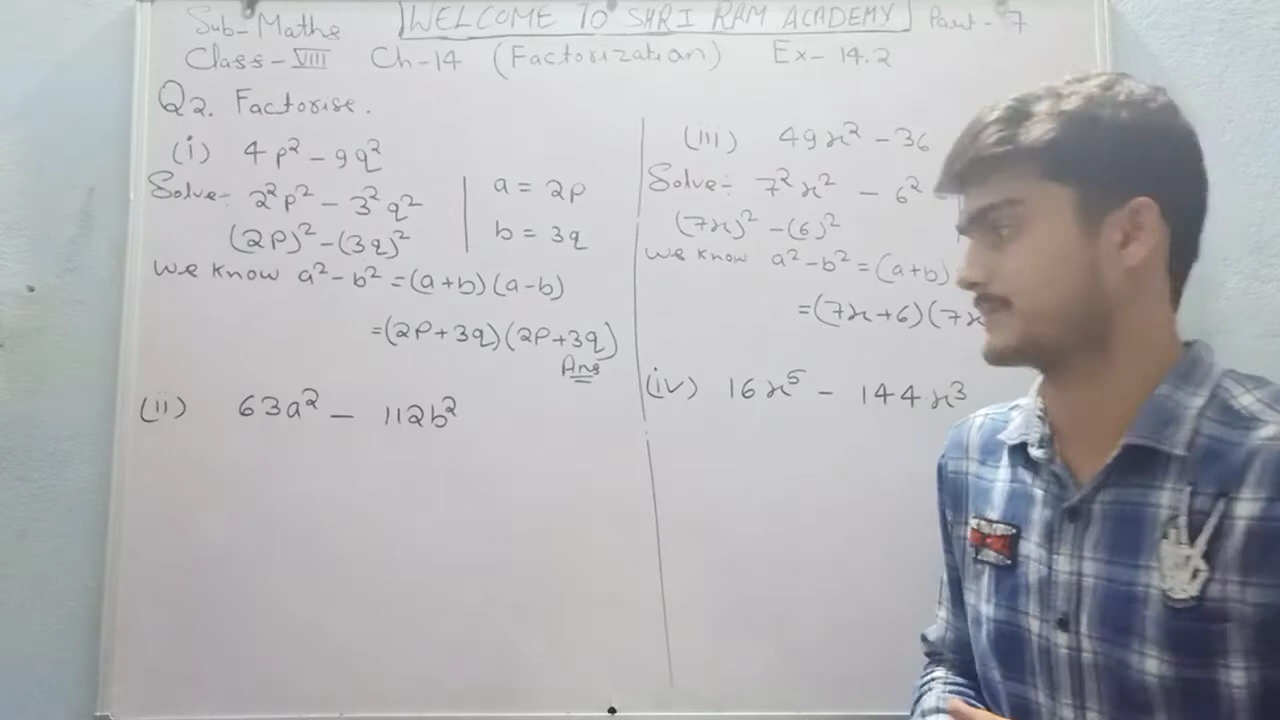 Sub-Maths WELCOME TO SHRI RAM ACADEMY Part-7
Class-VIII Ch-14 (Factorization) Ex-14.2
Q2. Factorise.
(i) 4p² - 9q²
Solve:- 2²p² - 3²q²
(2p)² - (3q)²
a = 2p
b = 3q
We know a² - b² = (a+b)(a-b)
=(2p+3q)(2p+3q)
Ans
(ii) 63a² - 112b²
(iii) 49x² - 36
Solve:- 7²x² - 6²
(7x)² - (6)²
We know a² - b² = (a+b)
=(7x+6)(7x
(iv) 16x⁵ - 144x³